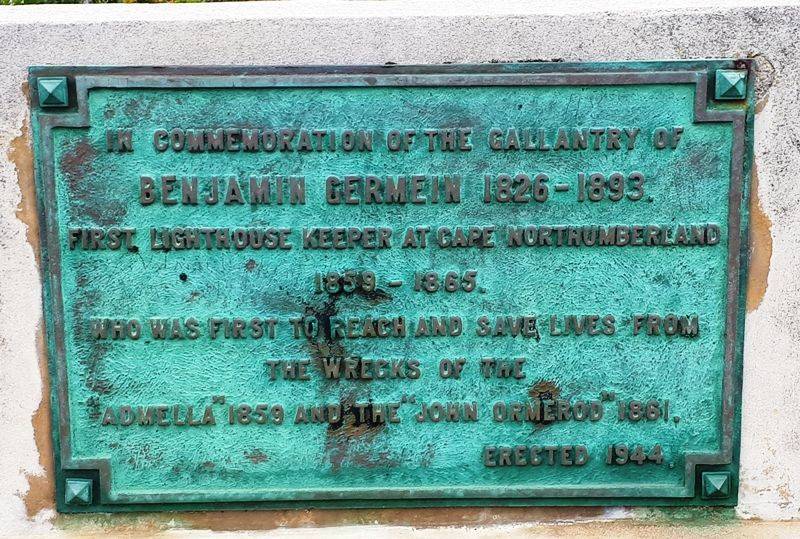 IN COMMEMORATION OF THE GALLANTRY OF
BENJAMIN GERMEIN 1826-1893.
FIRST LIGHTHOUSE KEEPER AT CAPE NORTHUMBERLAND
1859 - 1865.
WHO WAS FIRST TO REACH AND SAVE LIVES FROM
THE WRECKS OF THE
"ADMELLA" 1859 AND THE "JOHN ORMEROD" 1861.
ERECTED 1944.